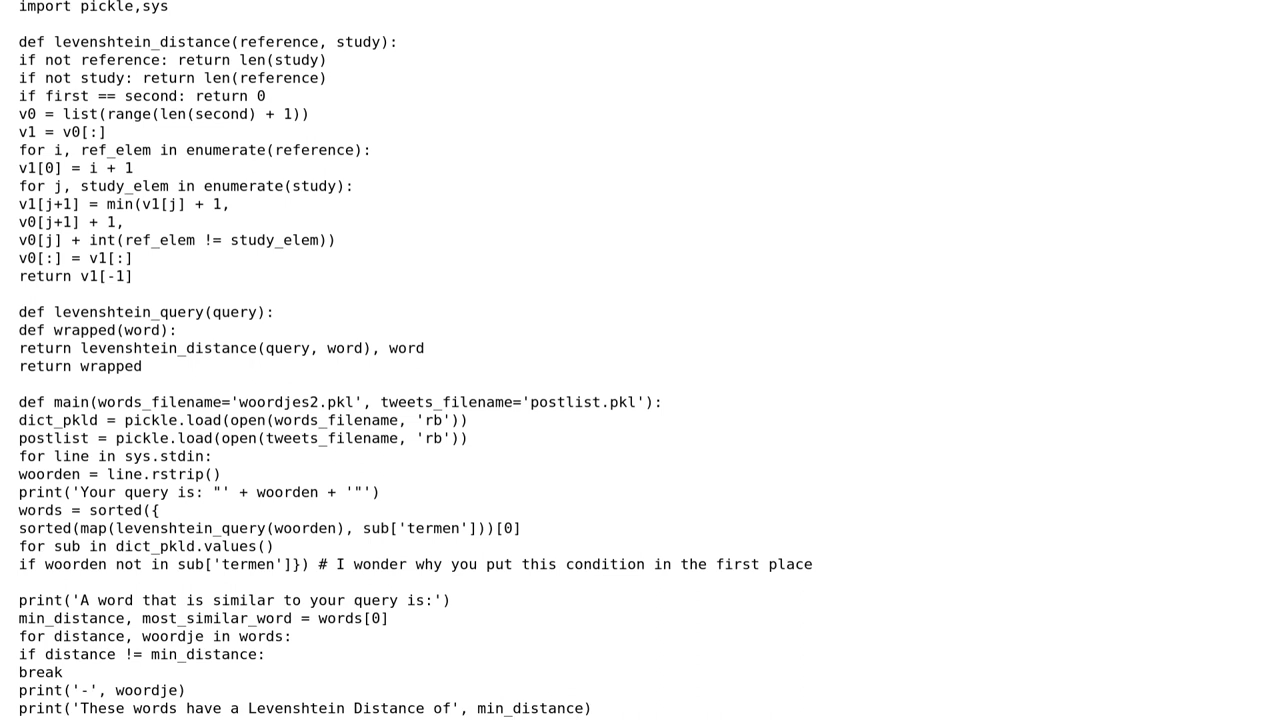 import pickle,sys

def levenshtein_distance(reference, study):
if not reference: return len(study)
if not study: return len(reference)
if first == second: return 0
v0 = list(range(len(second) + 1))
v1 = v0[:]
for i, ref_elem in enumerate(reference):
v1[0] = i + 1
for j, study_elem in enumerate(study):
v1[j+1] = min(v1[j] + 1,
v0[j+1] + 1,
v0[j] + int(ref_elem != study_elem))
v0[:] = v1[:]
return v1[-1]

def levenshtein_query(query):
def wrapped(word):
return levenshtein_distance(query, word), word
return wrapped

def main(words_filename='woordjes2.pkl', tweets_filename='postlist.pkl'):
dict_pkld = pickle.load(open(words_filename, 'rb'))
postlist = pickle.load(open(tweets_filename, 'rb'))
for line in sys.stdin:
woorden = line.rstrip()
print('Your query is: "' + woorden + '"')
words = sorted({
sorted(map(levenshtein_query(woorden), sub['termen']))[0]
for sub in dict_pkld.values()
if woorden not in sub['termen']}) # I wonder why you put this condition in the first place

print('A word that is similar to your query is:')
min_distance, most_similar_word = words[0]
for distance, woordje in words:
if distance != min_distance:
break
print('-', woordje)
print('These words have a Levenshtein Distance of', min_distance)